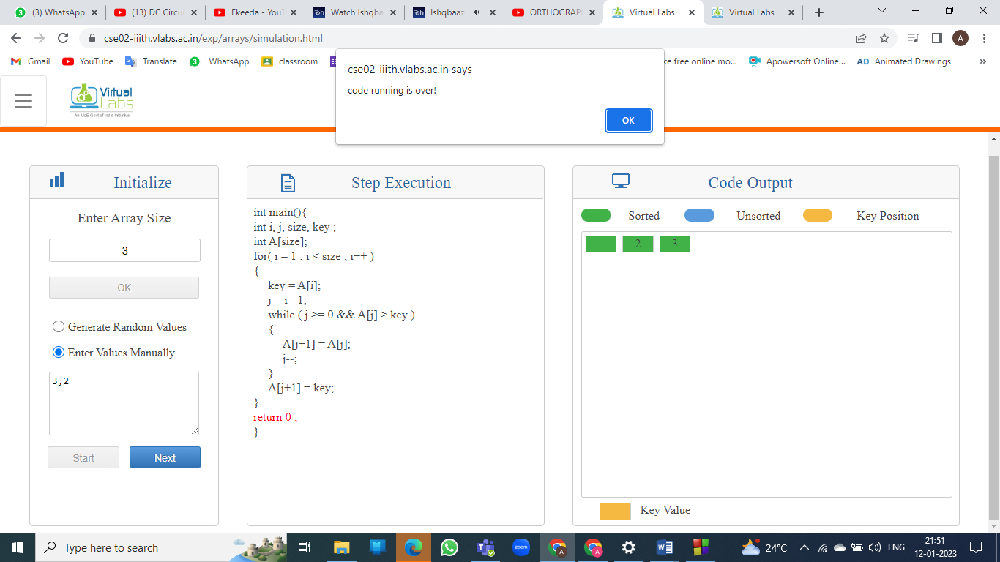 (3) WhatsApp
(13) DC Circu
Ekeeda - You
Watch Ishqba
Ishqbaaz
ORTHOGRAP
Virtual Labs
Virtual Labs
cse02-iiith.vlabs.ac.in/exp/arrays/simulation.html
A
Gmail
YouTube
Translate
3
WhatsApp
classroom
ke free online mo...
Apowersoft Online...
AD Animated Drawings
»
cse02-iiith.vlabs.ac.in says
code running is over!
OK
Virtual
Labs
An MoE Govt of India Initiative
Initialize
Enter Array Size
3
OK
Generate Random Values
Enter Values Manually
3,2
Start
Next
Step Execution
int main(){
int i, j, size, key ;
int A[size];
for( i = 1 ; i < size ; i++ )
{
key = A[i];
j = i - 1;
while ( j >= 0 && A[j] > key )
{
A[j+1] = A[j];
j--;
}
A[j+1] = key;
}
return 0 ;
}
Code Output
Sorted
Unsorted
Key Position
2
3
Key Value
Type here to search
zoom
24°C
ENG
21:51
12-01-2023